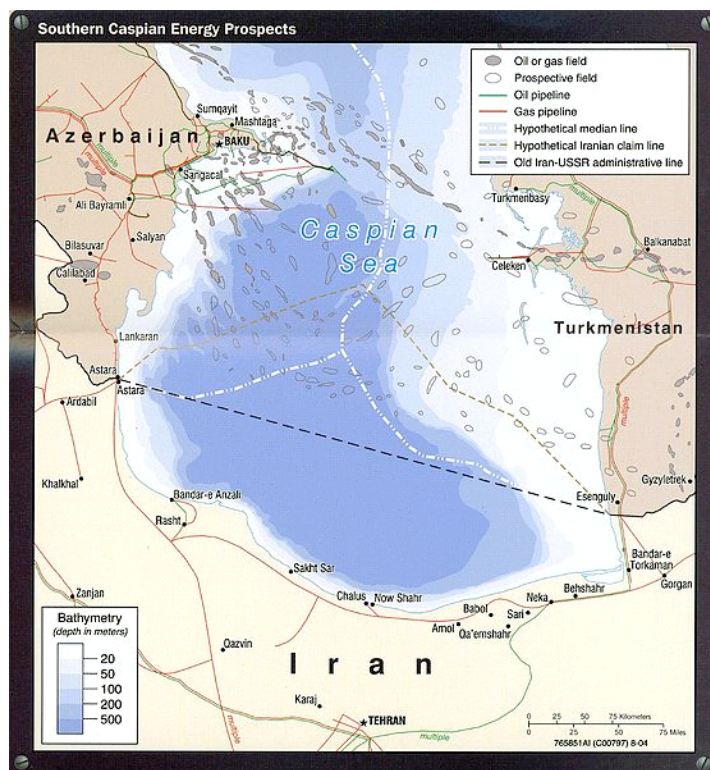 Southern Caspian Energy Prospects
Oil or gas field
Prospective field
Oil pipeline
Gas pipeline
Hypothetical median line
Hypothetical Iranian claim line
Old Iran-USSR administrative line
Sumqayit
Mashtaga
Azerbaijan
BAKU
multiple
Sangacal
Ali Bayramli
Turkmenbasy
Caspian
Sea
Salyan
Bilasuvar
Balkanabat
Celeken
Calilabad
Turkmenistan
Lankaran
Astara
Astara
Ardabil
multiple
Khalkhal
Gyzyletrek
Bandar-e Anzali
Esenguly
Rasht
Bandar-e
Torkaman
Sakht Sar
Gorgan
Zanjan
Chalus
Now Shahr
Behshahr
Neka
Babol
Sari
Amol
Qa'emshahr
Bathymetry
(depth in meters)
20
50
100
200
500
Qazvin
Iran
Karaj
TEHRAN
multiple
multiple
0 75 Kilometers
0 75 Miles
765851AI (C00797) 8-04